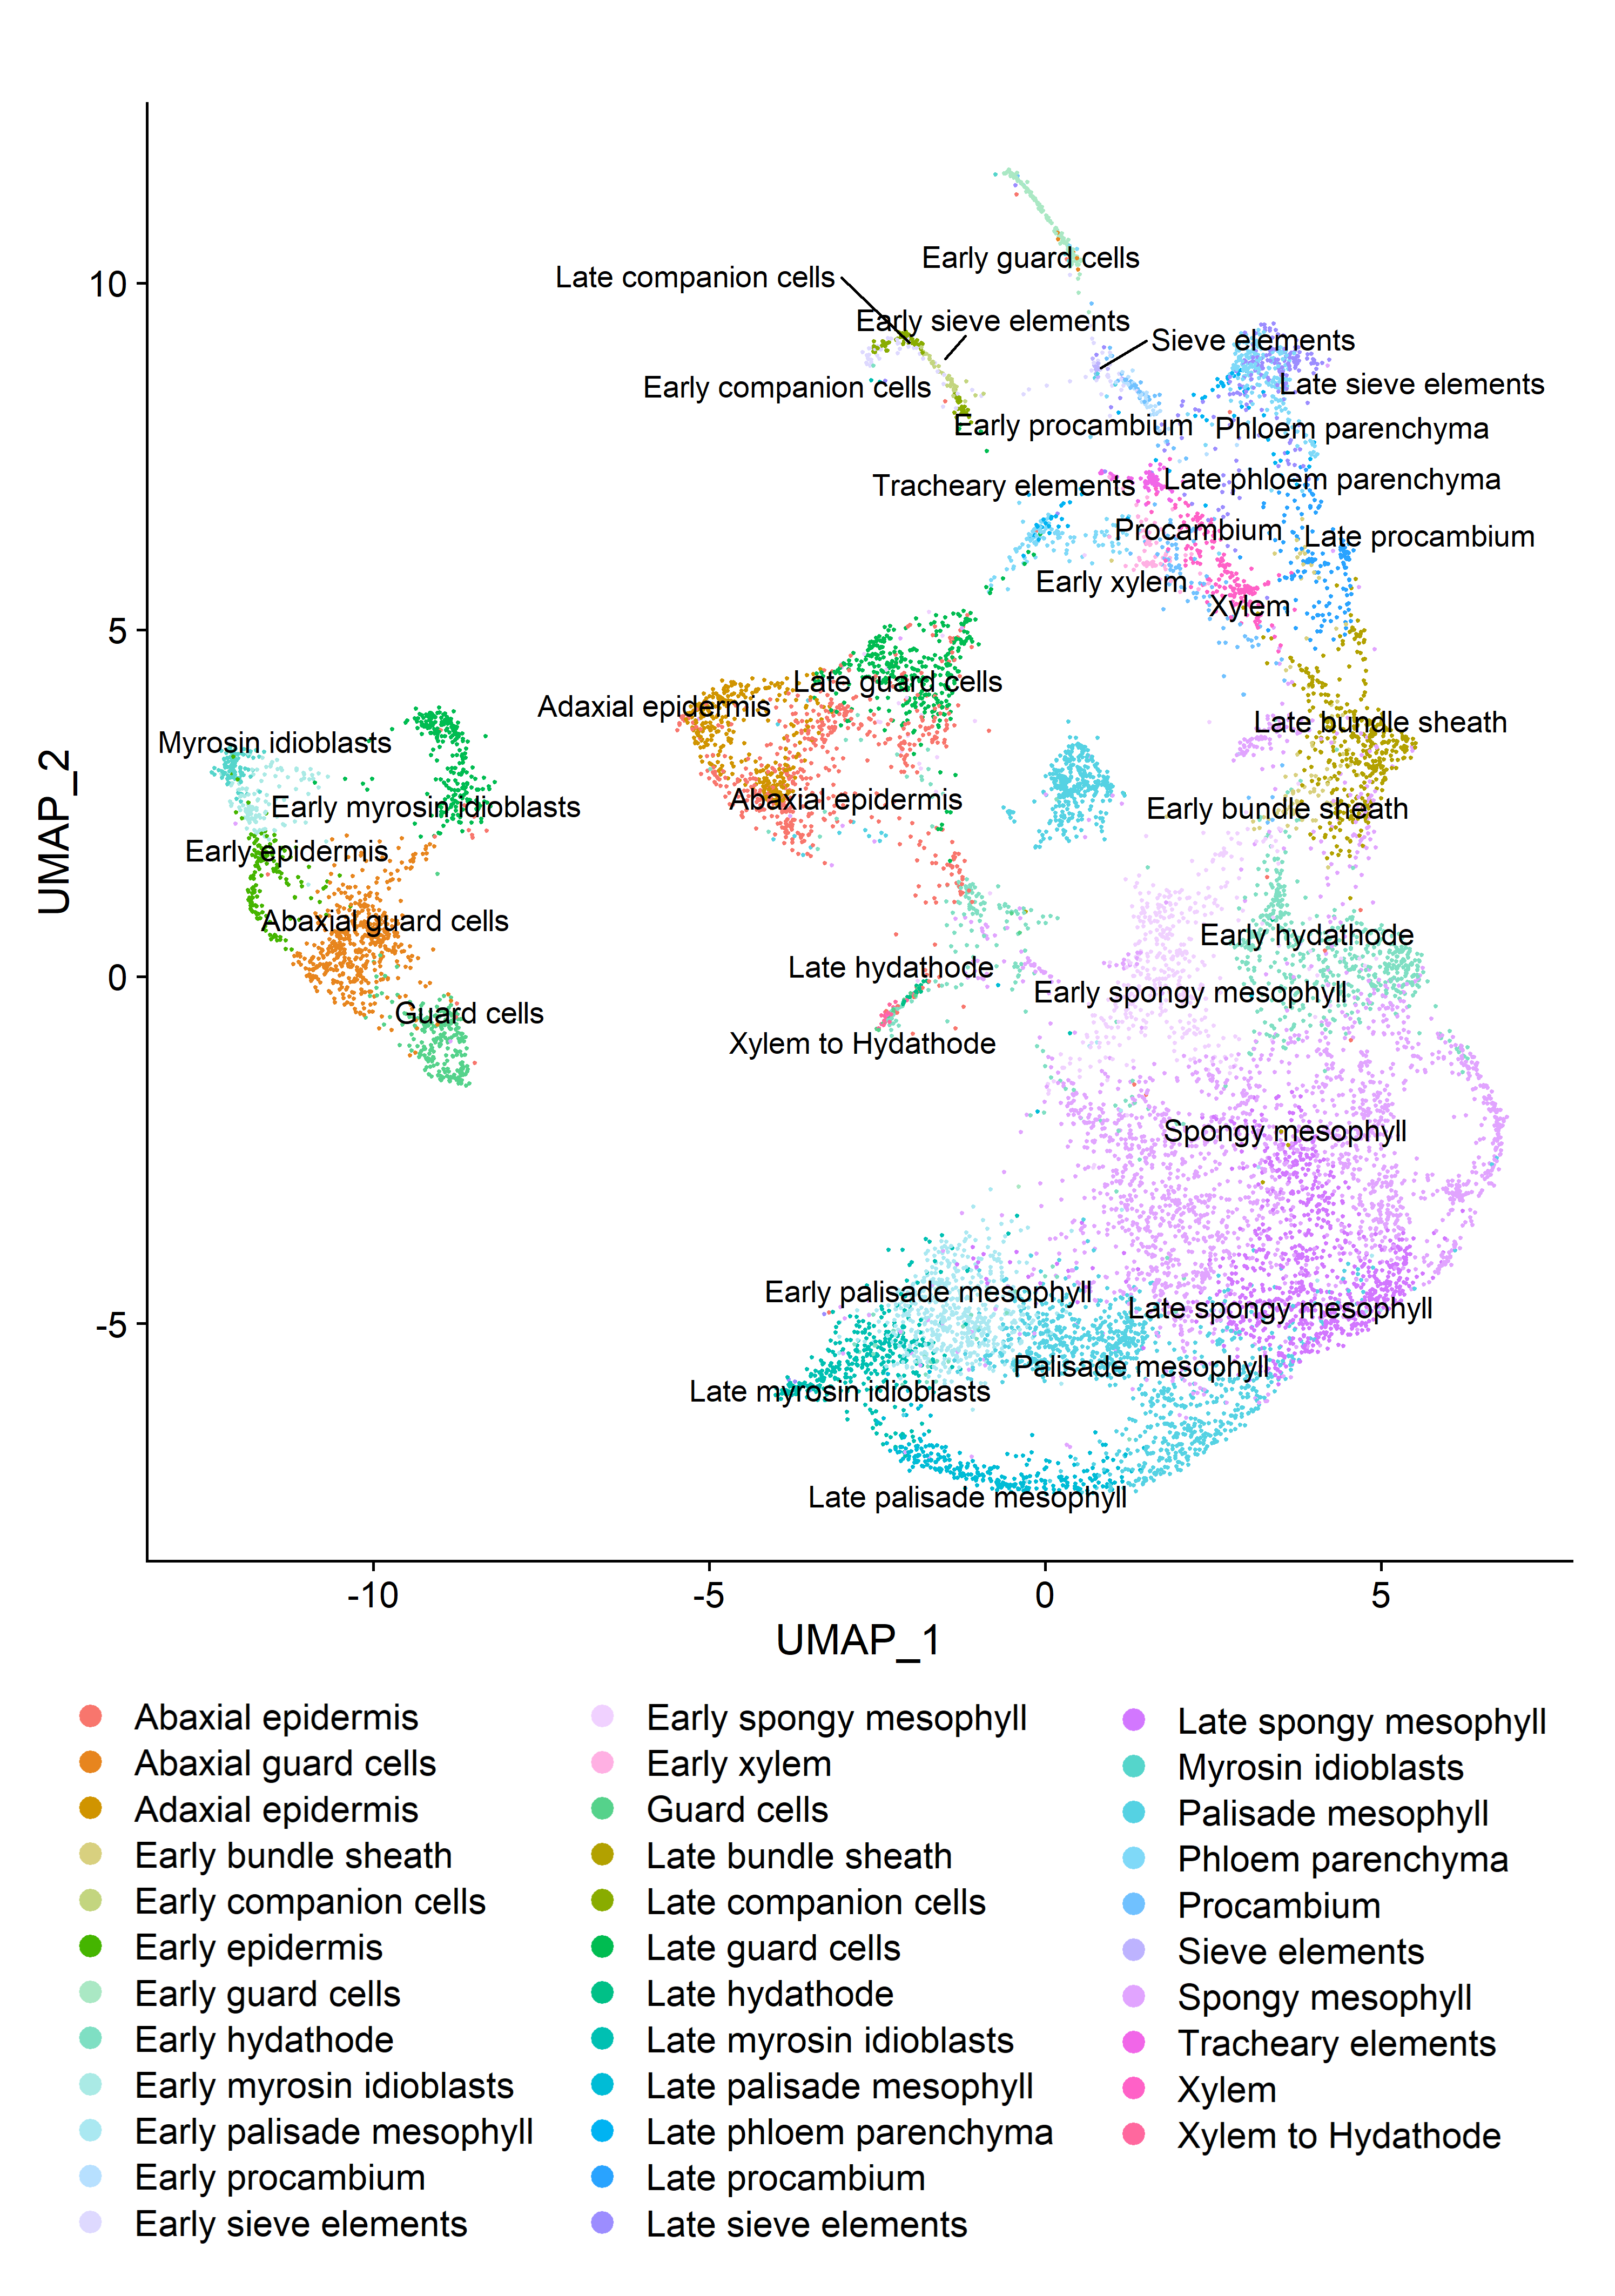 10
5
0
-5
-10
-5
0
5
UMAP_2
UMAP_1
Early guard cells
Late companion cells
Early sieve elements
Sieve elements
Early companion cells
Late sieve elements
Early procambium
Phloem parenchyma
Tracheary elements
Late phloem parenchyma
Procambium
Late procambium
Early xylem
Xylem
Late guard cells
Adaxial epidermis
Late bundle sheath
Myrosin idioblasts
Abaxial epidermis
Early myrosin idioblasts
Early bundle sheath
Early epidermis
Abaxial guard cells
Early hydathode
Late hydathode
Early spongy mesophyll
Guard cells
Xylem to Hydathode
Spongy mesophyll
Early palisade mesophyll
Late spongy mesophyll
Palisade mesophyll
Late myrosin idioblasts
Late palisade mesophyll
Abaxial epidermis
Abaxial guard cells
Adaxial epidermis
Early bundle sheath
Early companion cells
Early epidermis
Early guard cells
Early hydathode
Early myrosin idioblasts
Early palisade mesophyll
Early procambium
Early sieve elements
Early spongy mesophyll
Early xylem
Guard cells
Late bundle sheath
Late companion cells
Late guard cells
Late hydathode
Late myrosin idioblasts
Late palisade mesophyll
Late phloem parenchyma
Late procambium
Late sieve elements
Late spongy mesophyll
Myrosin idioblasts
Palisade mesophyll
Phloem parenchyma
Procambium
Sieve elements
Spongy mesophyll
Tracheary elements
Xylem
Xylem to Hydathode